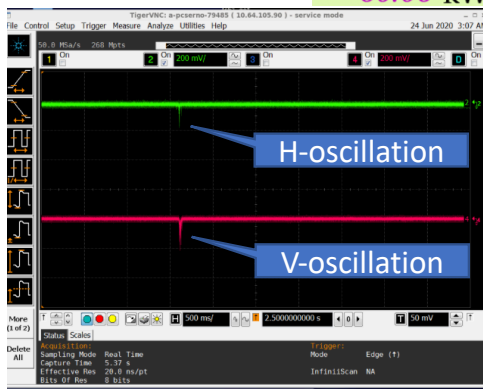 TigerVNC: a-pcserno-79485 ( 10.64.105.90 ) - service mode
File Control Setup Trigger Measure Analyze Utilities Help
24 Jun 2020 3:07 AM
50.0 MSa/s 268 Mpts
1 On
2 On 200 mV/
3 On
4 On 200 mV/
D On
H-oscillation
V-oscillation
More
(1 of 2)
Delete
All
H 500 ms/
2.5000000000 s
0
T 50 mV
Status Scales
Acquisition:
Sampling Mode Real Time
Capture Time 5.37 s
Effective Res 20.0 ns/pt
Bits Of Res 8 bits
Trigger:
Mode Edge (↑)
InfiniiScan NA